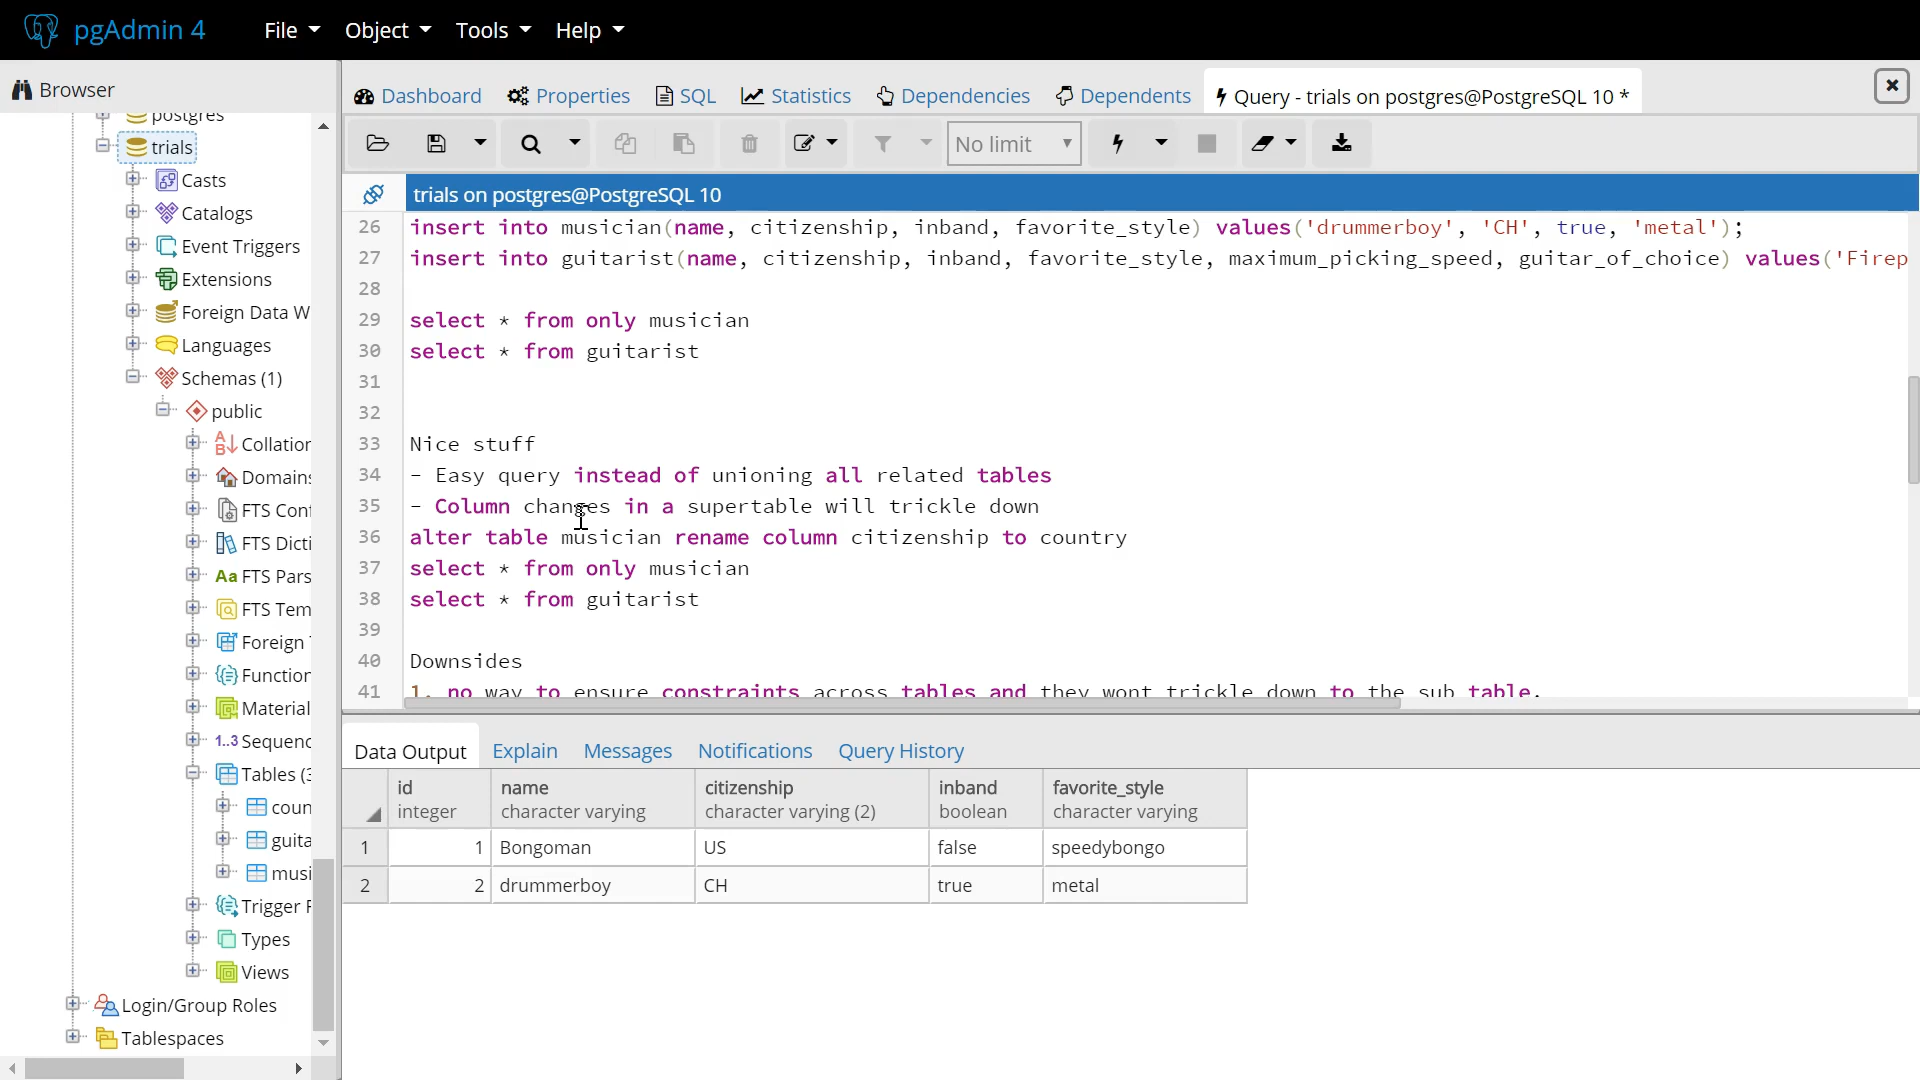 pgAdmin 4 File Object Tools Help
Browser
postgres
trials
Casts
Catalogs
Event Triggers
Extensions
Foreign Data W
Languages
Schemas (1)
public
Collation
Domains
FTS Conf
FTS Dicti
FTS Pars
FTS Tem
Foreign
Function
Material
1..3 Sequenc
Tables (3
coun
guita
musi
Trigger F
Types
Views
Login/Group Roles
Tablespaces
Dashboard Properties SQL Statistics Dependencies Dependents Query - trials on postgres@PostgreSQL 10 *
No limit
trials on postgres@PostgreSQL 10
26 insert into musician(name, citizenship, inband, favorite_style) values('drummerboy', 'CH', true, 'metal');
27 insert into guitarist(name, citizenship, inband, favorite_style, maximum_picking_speed, guitar_of_choice) values('Firep
28
29 select * from only musician
30 select * from guitarist
31
32
33 Nice stuff
34 - Easy query instead of unioning all related tables
35 - Column changes in a supertable will trickle down
36 alter table musician rename column citizenship to country
37 select * from only musician
38 select * from guitarist
39
40 Downsides
41 1. no way to ensure constraints across tables and they wont trickle down to the sub table.
Data Output Explain Messages Notifications Query History
id name citizenship inband favorite_style
integer character varying character varying (2) boolean character varying
1 1 Bongoman US false speedybongo
2 2 drummerboy CH true metal